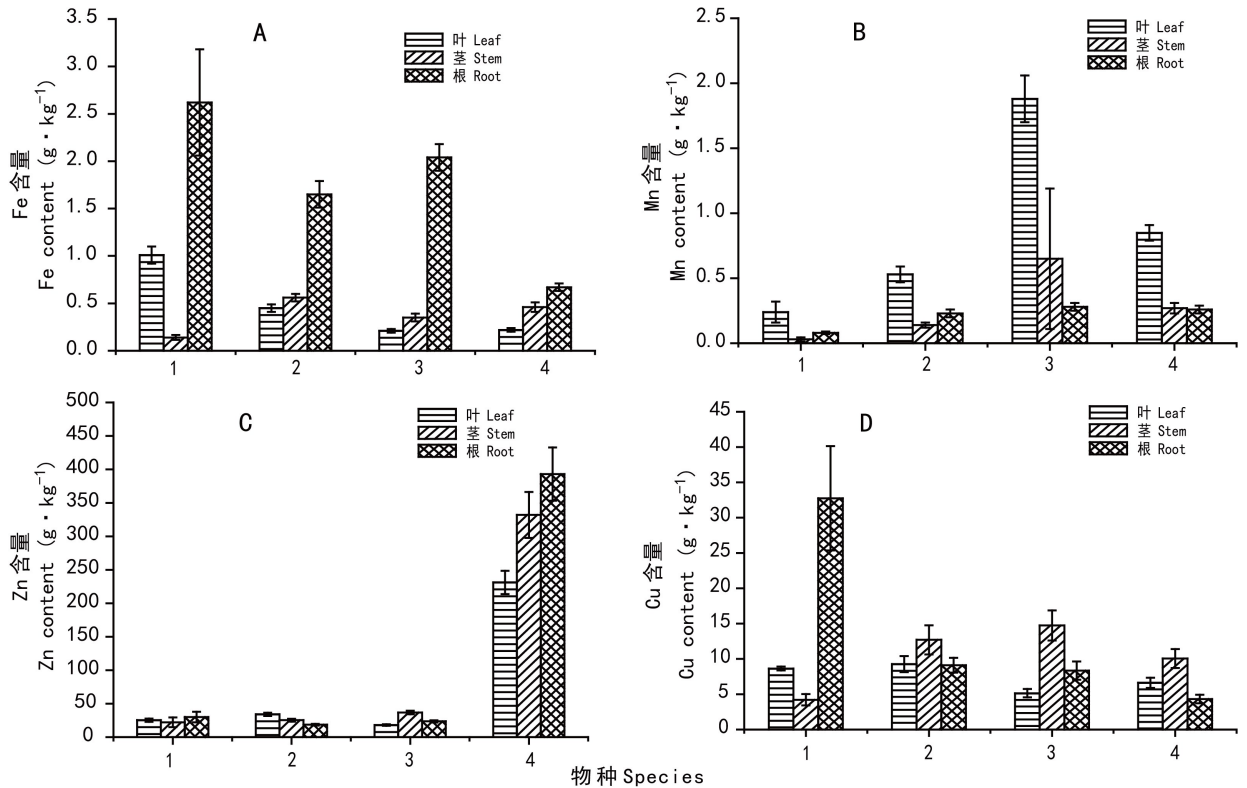 A
叶 Leaf
茎 Stem
根 Root
Fe 含量
Fe content (g·kg⁻¹)
3.5
3.0
2.5
2.0
1.5
1.0
0.5
0.0
1 2 3 4
B
叶 Leaf
茎 Stem
根 Root
Mn 含量
Mn content (g·kg⁻¹)
2.5
2.0
1.5
1.0
0.5
0.0
1 2 3 4
C
叶 Leaf
茎 Stem
根 Root
Zn 含量
Zn content (g·kg⁻¹)
500
450
400
350
300
250
200
150
100
50
0
1 2 3 4
D
叶 Leaf
茎 Stem
根 Root
Cu 含量
Cu content (g·kg⁻¹)
45
40
35
30
25
20
15
10
5
0
1 2 3 4
物种 Species